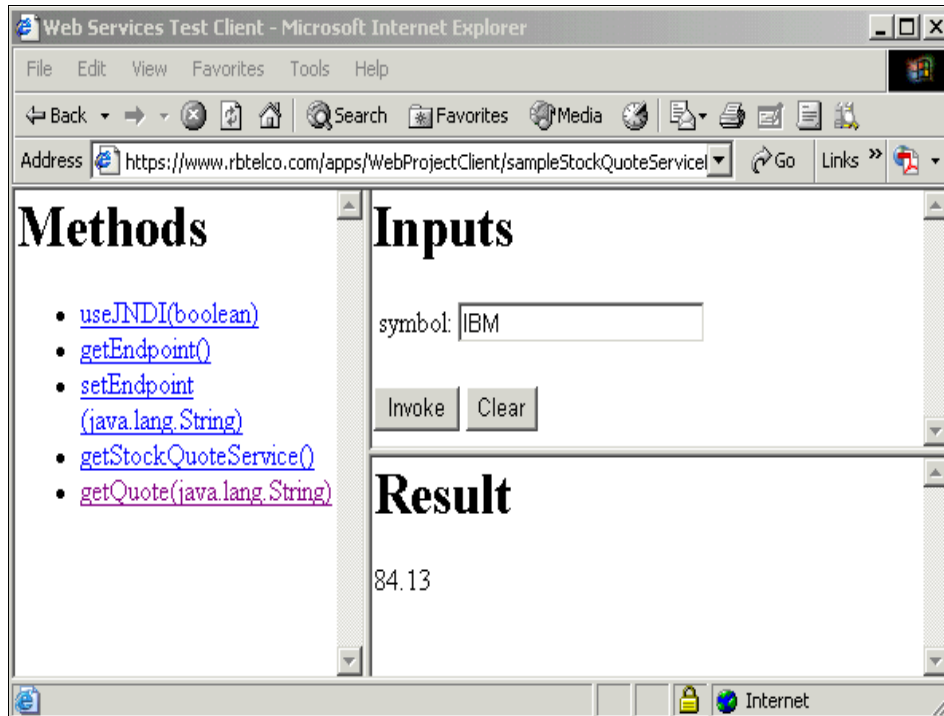 Web Services Test Client - Microsoft Internet Explorer
File Edit View Favorites Tools Help
Back Search Favorites Media
Address https://www.rbtelco.com/apps/WebProjectClient/sampleStockQuoteServiceI Go Links »
Methods
useJNDI(boolean)
getEndpoint()
setEndpoint
(java.lang.String)
getStockQuoteService()
getQuote(java.lang.String)
Inputs
symbol: IBM
Invoke Clear
Result
84.13
Internet